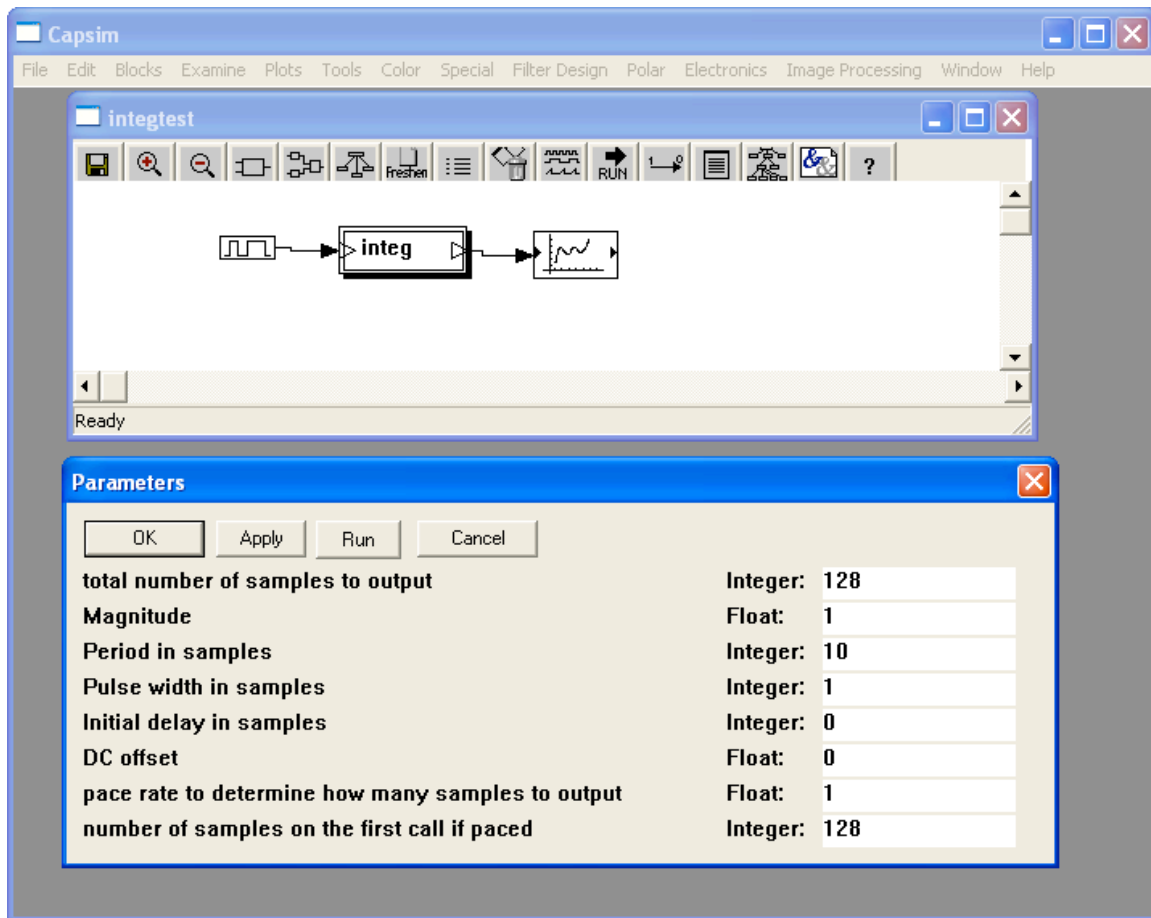 Capsim
File Edit Blocks Examine Plots Tools Color Special Filter Design Polar Electronics Image Processing Window Help
integtest
Freshen RUN 1 0 & & ?
integ
Ready
Parameters
OK Apply Run Cancel
total number of samples to output Integer: 128
Magnitude Float: 1
Period in samples Integer: 10
Pulse width in samples Integer: 1
Initial delay in samples Integer: 0
DC offset Float: 0
pace rate to determine how many samples to output Float: 1
number of samples on the first call if paced Integer: 128